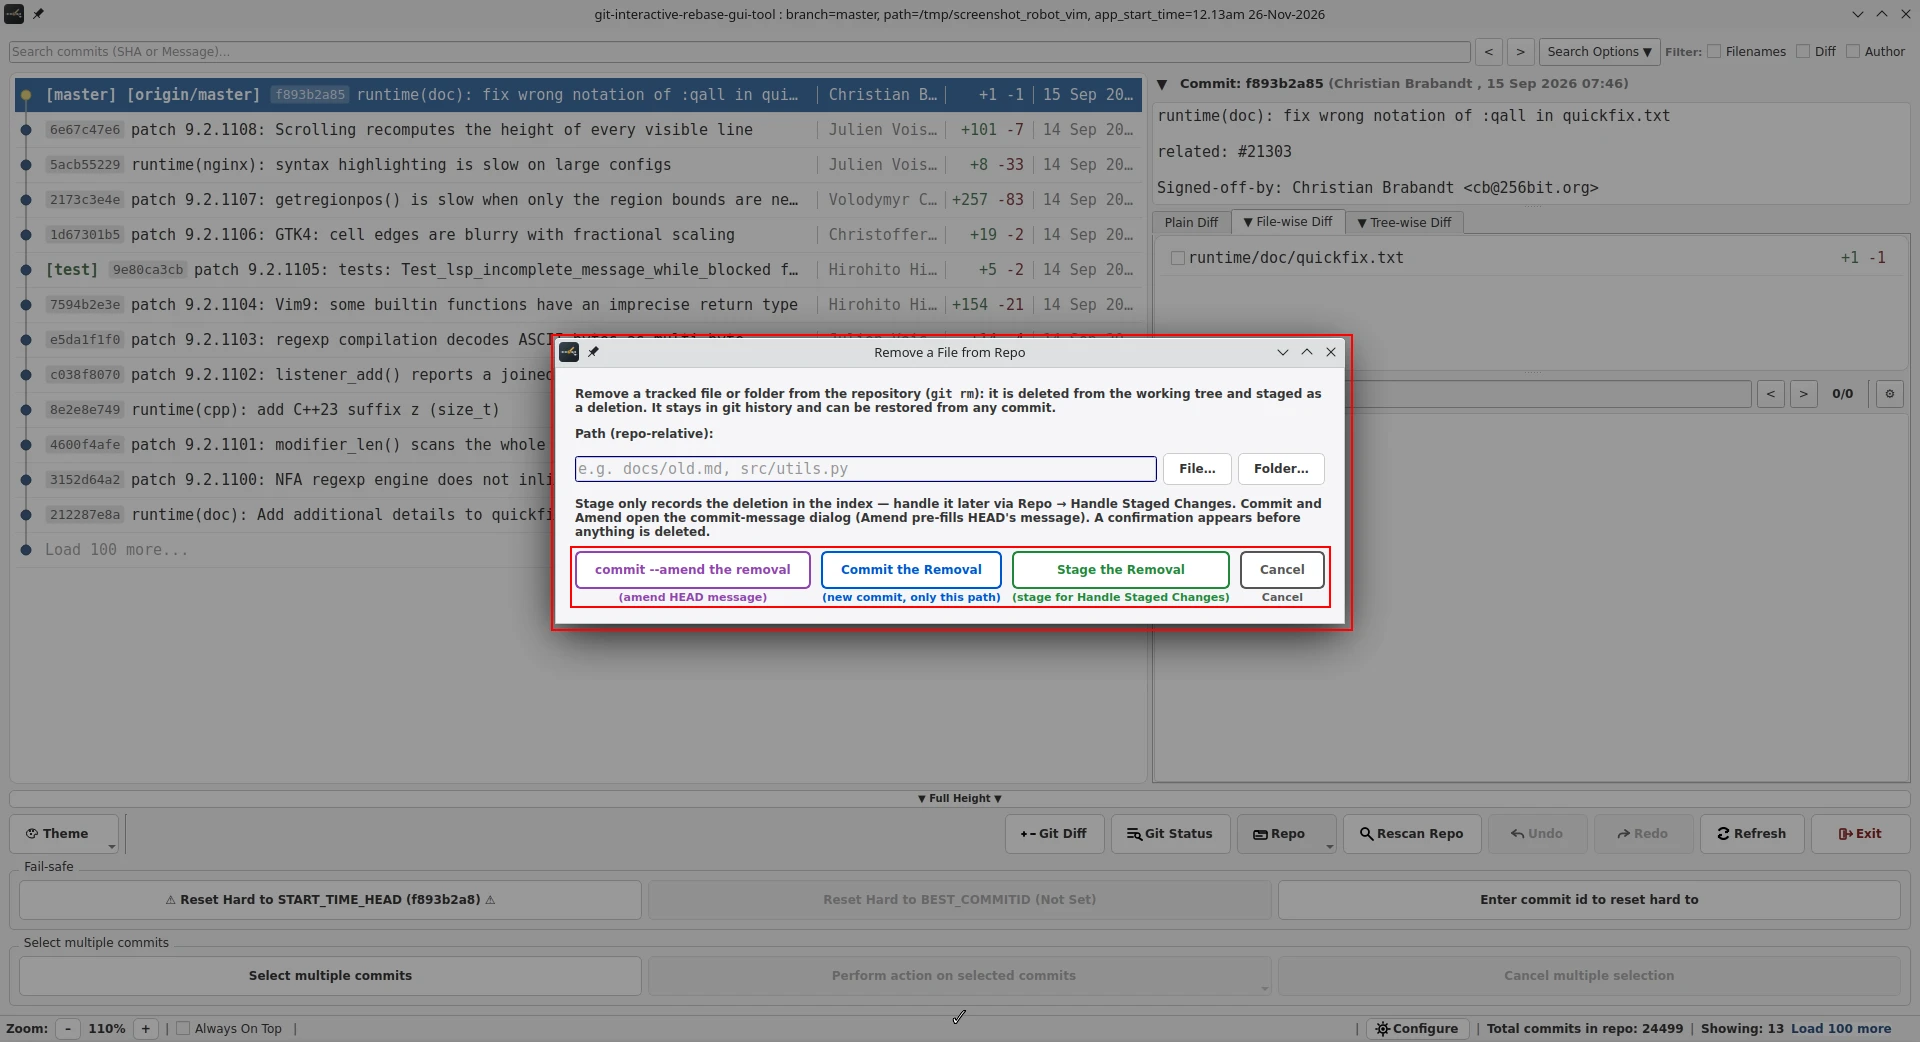 git-interactive-rebase-gui-tool : branch=master, path=/tmp/screenshot_robot_vim, app_start_time=12.13am 26-Nov-2026
Search commits (SHA or Message)...
< > Search Options ▼ Filter: Filenames Diff Author
[master] [origin/master] f893b2a85 runtime(doc): fix wrong notation of :qall in qui… Christian B… +1 -1 15 Sep 20…
6e67c47e6 patch 9.2.1108: Scrolling recomputes the height of every visible line Julien Vois… +101 -7 14 Sep 20…
5acb55229 runtime(nginx): syntax highlighting is slow on large configs Julien Vois… +8 -33 14 Sep 20…
2173c3e4e patch 9.2.1107: getregionpos() is slow when only the region bounds are ne… Volodymyr C… +257 -83 14 Sep 20…
1d67301b5 patch 9.2.1106: GTK4: cell edges are blurry with fractional scaling Christoffer… +19 -2 14 Sep 20…
[test] 9e80ca3cb patch 9.2.1105: tests: Test_lsp_incomplete_message_while_blocked f… Hirohito Hi… +5 -2 14 Sep 20…
7594b2e3e patch 9.2.1104: Vim9: some builtin functions have an imprecise return type Hirohito Hi… +154 -21 14 Sep 20…
e5da1f1f0 patch 9.2.1103: regexp compilation decodes ASCI
c038f8070 patch 9.2.1102: listener_add() reports a joined
8e2e8e749 runtime(cpp): add C++23 suffix z (size_t)
4600f4afe patch 9.2.1101: modifier_len() scans the whole
3152d64a2 patch 9.2.1100: NFA regexp engine does not inli
212287e8a runtime(doc): Add additional details to quickfi
Load 100 more...
▼ Commit: f893b2a85 (Christian Brabandt , 15 Sep 2026 07:46)
runtime(doc): fix wrong notation of :qall in quickfix.txt
related: #21303
Signed-off-by: Christian Brabandt <cb@256bit.org>
Plain Diff ▼ File-wise Diff ▼ Tree-wise Diff
runtime/doc/quickfix.txt +1 -1
< > 0/0
Remove a File from Repo
Remove a tracked file or folder from the repository (git rm): it is deleted from the working tree and staged as
a deletion. It stays in git history and can be restored from any commit.
Path (repo-relative):
e.g. docs/old.md, src/utils.py File… Folder…
Stage only records the deletion in the index — handle it later via Repo → Handle Staged Changes. Commit and
Amend open the commit-message dialog (Amend pre-fills HEAD's message). A confirmation appears before
anything is deleted.
commit --amend the removal Commit the Removal Stage the Removal Cancel
(amend HEAD message) (new commit, only this path) (stage for Handle Staged Changes) Cancel
▼ Full Height ▼
Theme Git Diff Git Status Repo Rescan Repo Undo Redo Refresh Exit
Fail-safe
⚠ Reset Hard to START_TIME_HEAD (f893b2a8) ⚠ Reset Hard to BEST_COMMITID (Not Set) Enter commit id to reset hard to
Select multiple commits
Select multiple commits Perform action on selected commits Cancel multiple selection
Zoom: - 110% + | Always On Top | | Configure | Total commits in repo: 24499 | Showing: 13 Load 100 more